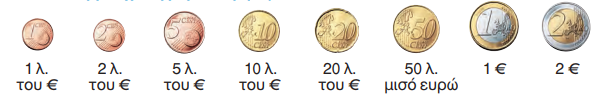 1 λ. 2 λ. 5 λ. 10 λ. 20 λ. 50 λ. 1 € 2 €
του € του € του € του € του € μισό ευρώ